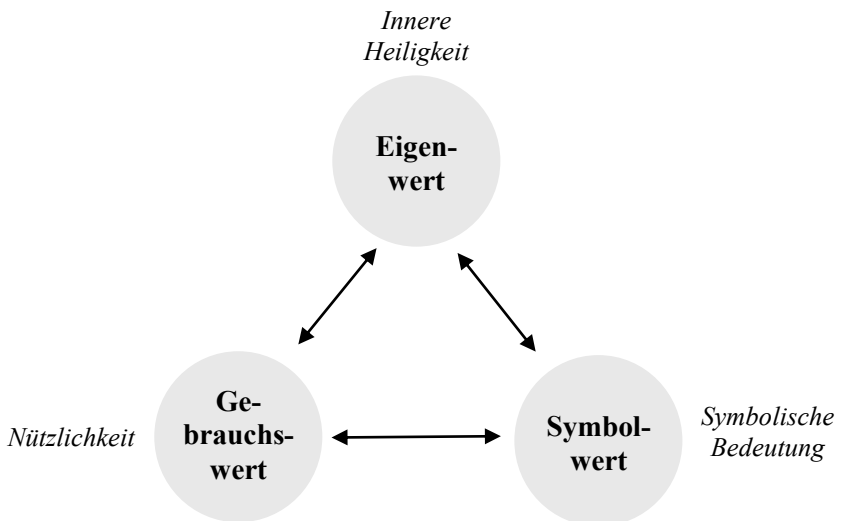 Innere
Heiligkeit
Eigen-
wert
Nützlichkeit
Ge-
brauchs-
wert
Symbol-
wert
Symbolische
Bedeutung